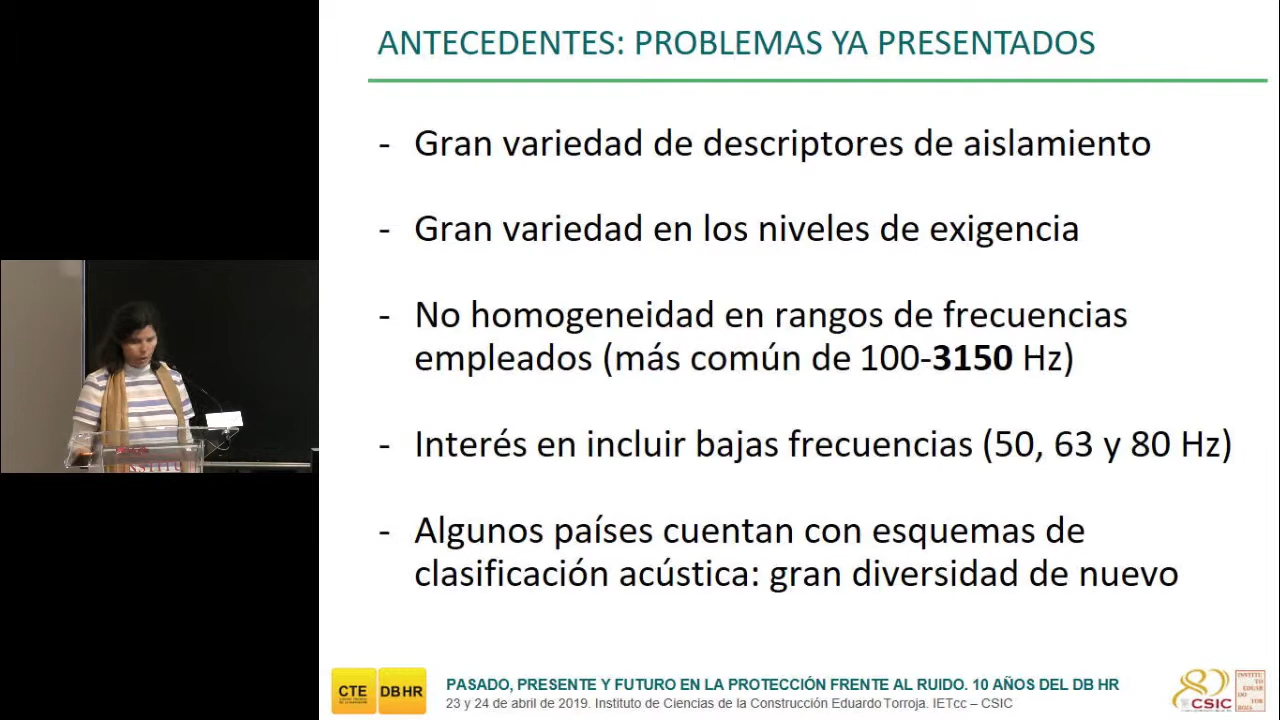 ANTECEDENTES: PROBLEMAS YA PRESENTADOS
- Gran variedad de descriptores de aislamiento
- Gran variedad en los niveles de exigencia
- No homogeneidad en rangos de frecuencias
empleados (más común de 100-3150 Hz)
- Interés en incluir bajas frecuencias (50, 63 y 80 Hz)
- Algunos países cuentan con esquemas de
clasificación acústica: gran diversidad de nuevo
CTE
DB HR
PASADO, PRESENTE Y FUTURO EN LA PROTECCIÓN FRENTE AL RUIDO. 10 AÑOS DEL DB HR
23 y 24 de abril de 2019. Instituto de Ciencias de la Construcción Eduardo Torroja. IETcc – CSIC
80
CSIC